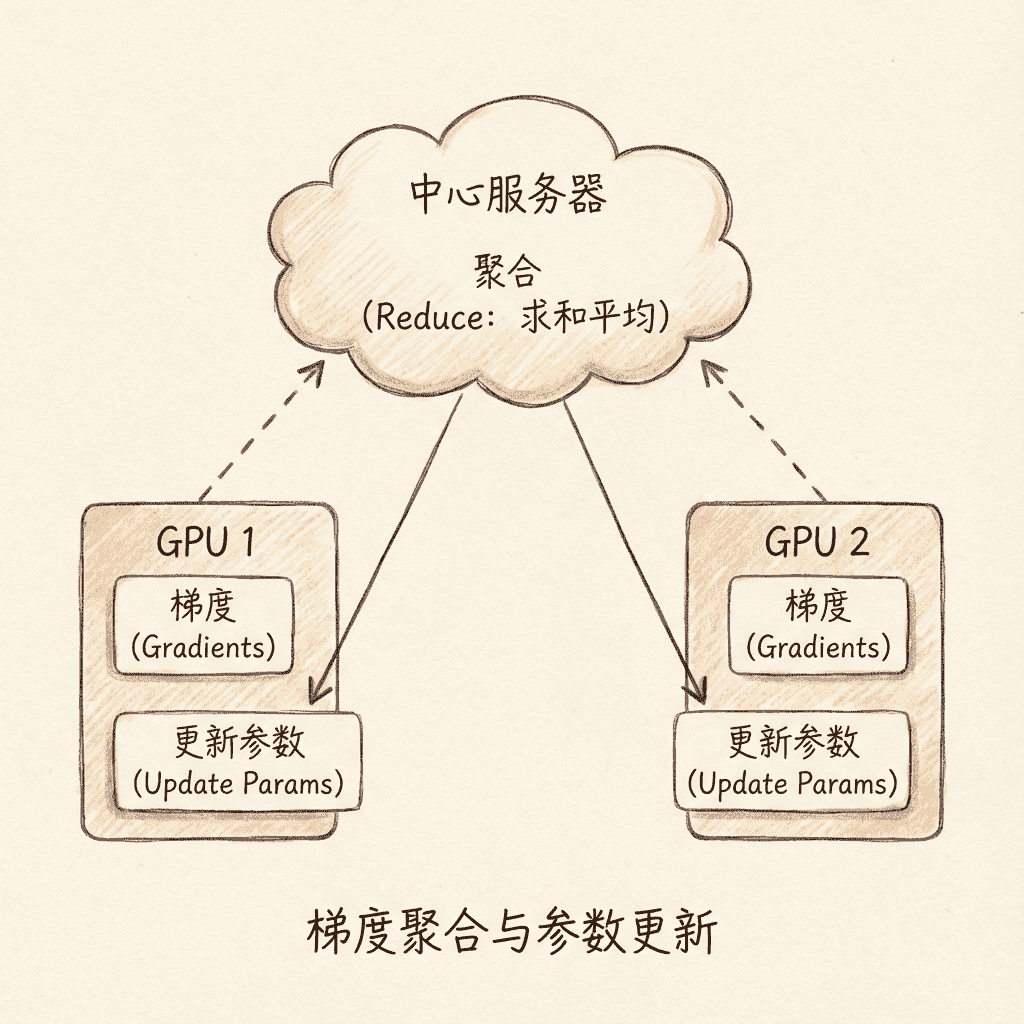 中心服务器
聚合
(Reduce：求和平均)
GPU 1
梯度
(Gradients)
更新参数
(Update Params)
GPU 2
梯度
(Gradients)
更新参数
(Update Params)
梯度聚合与参数更新